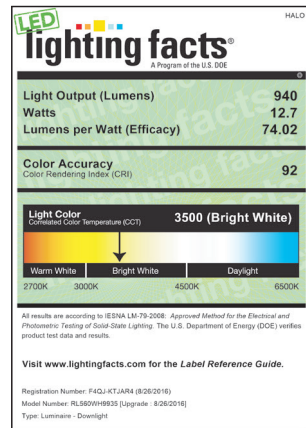 HALO
LED
lighting facts®
A Program of the U.S. DOE
Light Output (Lumens) 940
Watts 12.7
Lumens per Watt (Efficacy) 74.02
Color Accuracy
Color Rendering Index (CRI) 92
Light Color
Correlated Color Temperature (CCT) 3500 (Bright White)
Warm White Bright White Daylight
2700K 3000K 4500K 6500K
All results are according to IESNA LM-79-2008: Approved Method for the Electrical and
Photometric Testing of Solid-State Lighting. The U.S. Department of Energy (DOE) verifies
product test data and results.
Visit www.lightingfacts.com for the Label Reference Guide.
Registration Number: F4QJ-KTJAR4 (8/26/2016)
Model Number: RL560WH9935 [Upgrade : 8/26/2016]
Type: Luminaire - Downlight